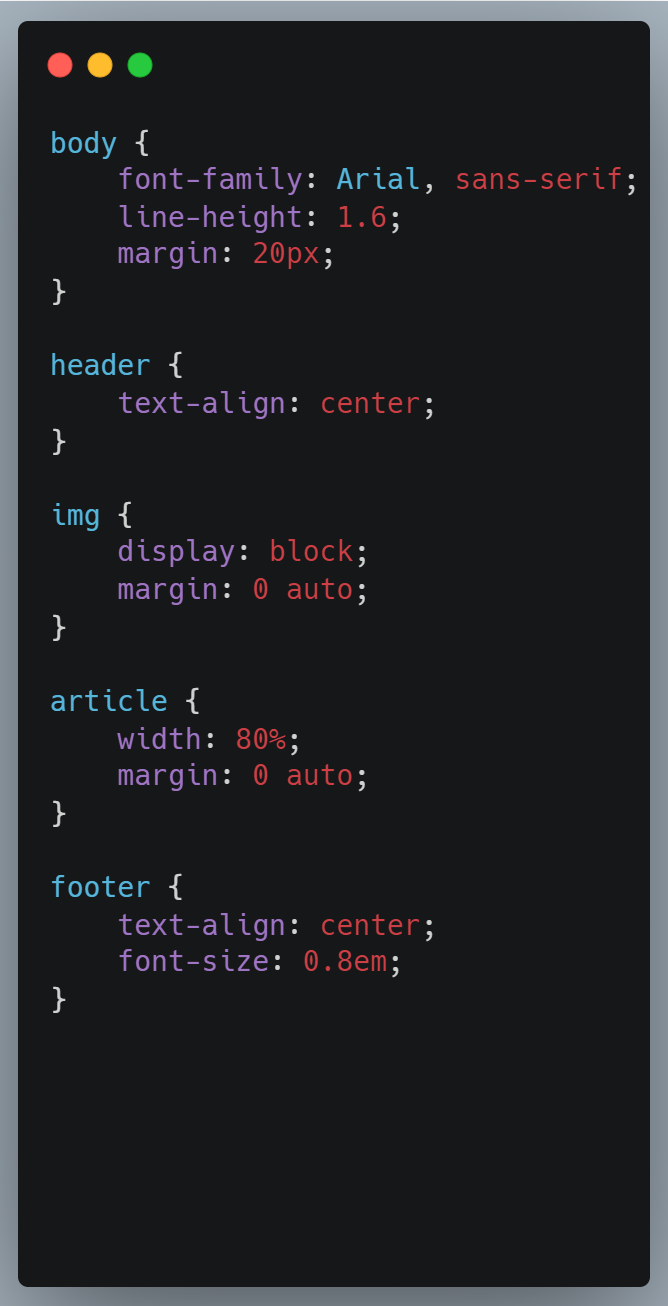 body {
    font-family: Arial, sans-serif;
    line-height: 1.6;
    margin: 20px;
}

header {
    text-align: center;
}

img {
    display: block;
    margin: 0 auto;
}

article {
    width: 80%;
    margin: 0 auto;
}

footer {
    text-align: center;
    font-size: 0.8em;
}